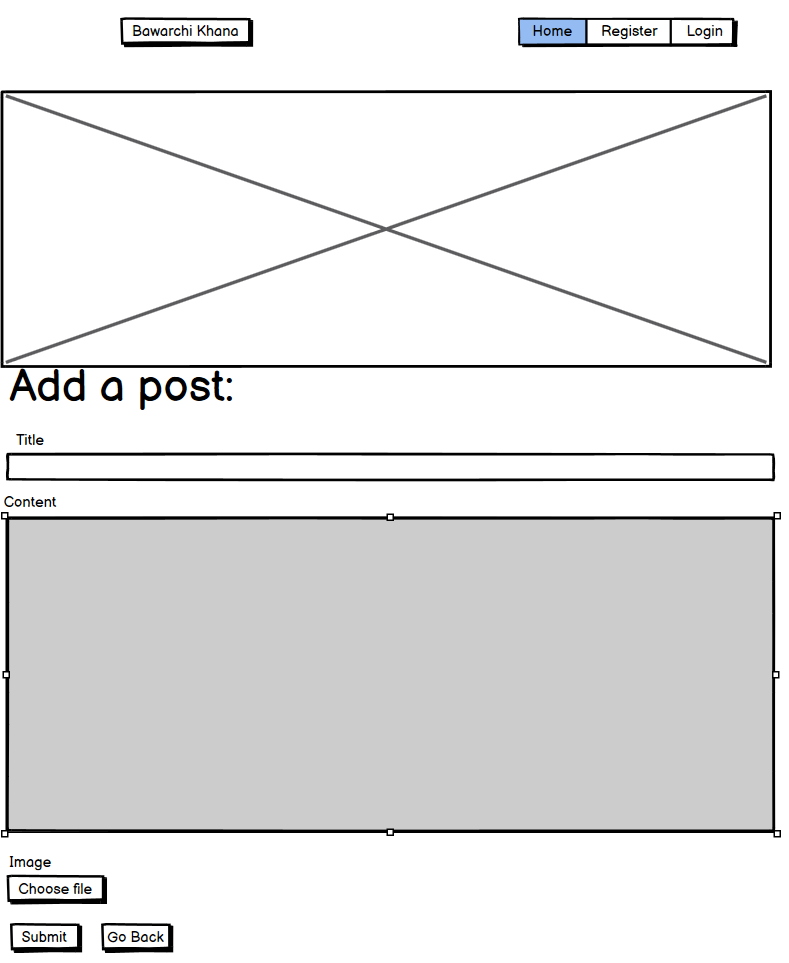 Bawarchi Khana
Home Register Login
Add a post:
Title
Content
Image
Choose file
Submit Go Back